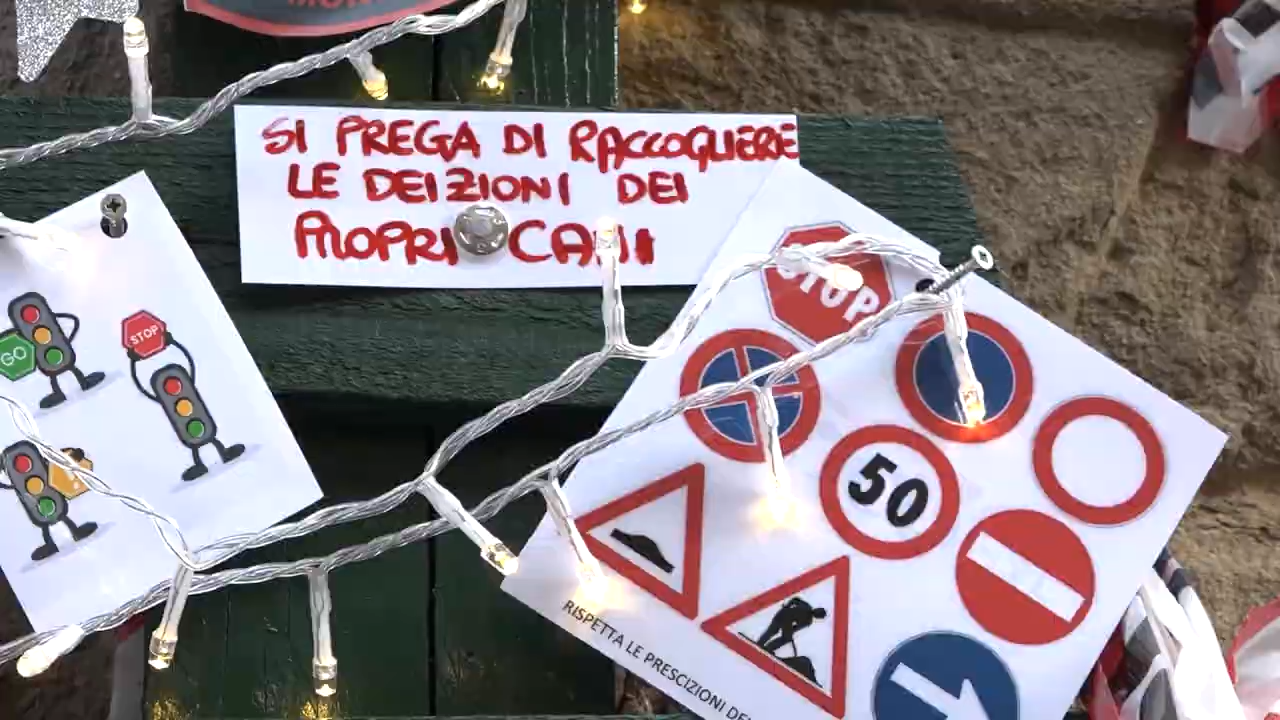 SI PREGA DI RACCOGLIERE
LE DEIZIONI DEI
PROPRI CANI
GO
STOP
STOP
50
RISPETTA LE PRESCIZIONI